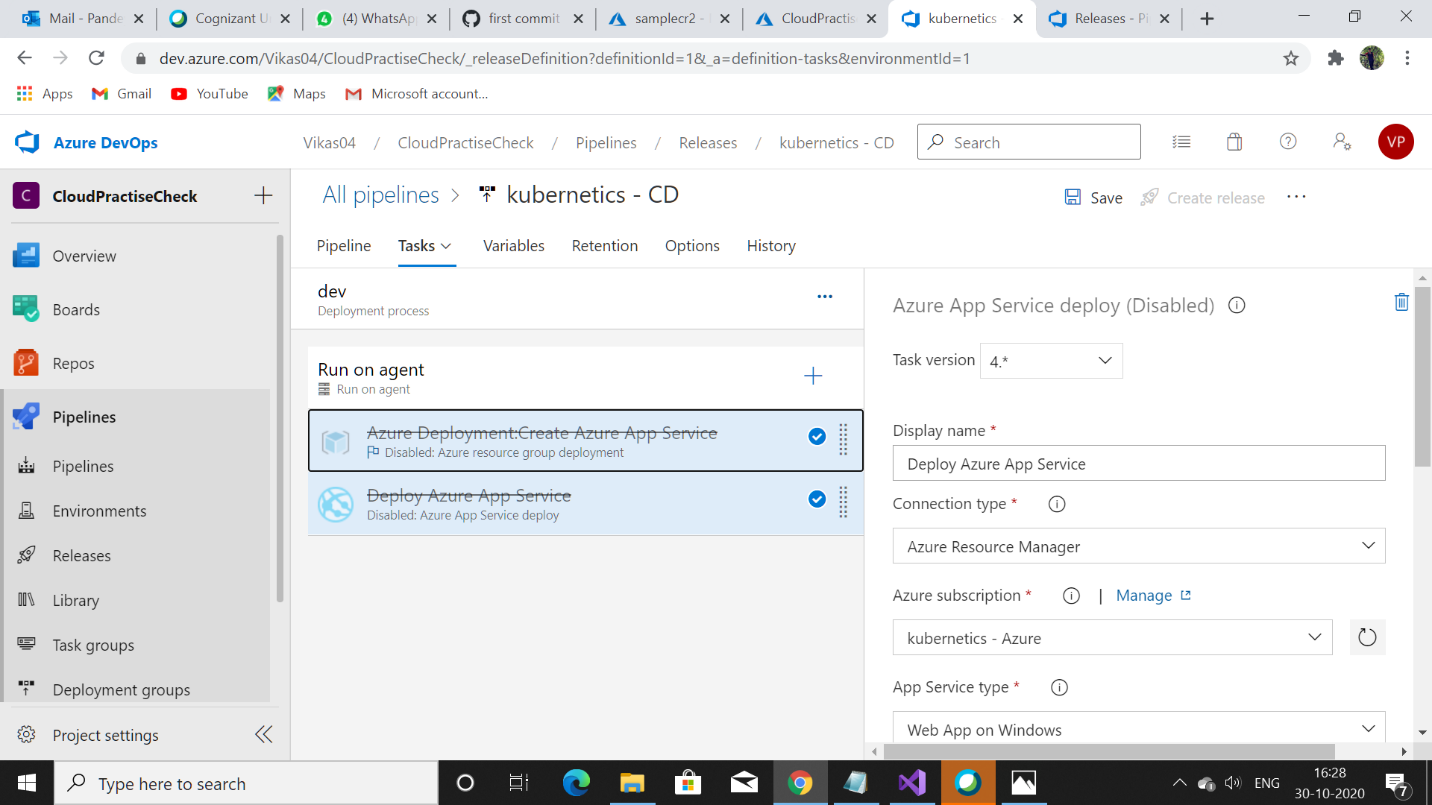 Mail - Pande
Cognizant U
(4) WhatsAp
first commit
samplecr2 -
CloudPractis
kubernetics
Releases - Pi
dev.azure.com/Vikas04/CloudPractiseCheck/_releaseDefinition?definitionId=1&_a=definition-tasks&environmentId=1
Apps
Gmail
YouTube
Maps
Microsoft account...
Azure DevOps
Vikas04 / CloudPractiseCheck / Pipelines / Releases / kubernetics - CD
Search
VP
C
CloudPractiseCheck
Overview
Boards
Repos
Pipelines
Pipelines
Environments
Releases
Library
Task groups
Deployment groups
Project settings
All pipelines > kubernetics - CD
Save
Create release
Pipeline
Tasks
Variables
Retention
Options
History
dev
Deployment process
Run on agent
Run on agent
Azure Deployment:Create Azure App Service
Disabled: Azure resource group deployment
Deploy Azure App Service
Disabled: Azure App Service deploy
Azure App Service deploy (Disabled)
Task version 4.*
Display name *
Deploy Azure App Service
Connection type *
Azure Resource Manager
Azure subscription * | Manage
kubernetics - Azure
App Service type *
Web App on Windows
Type here to search
ENG
16:28
30-10-2020
7